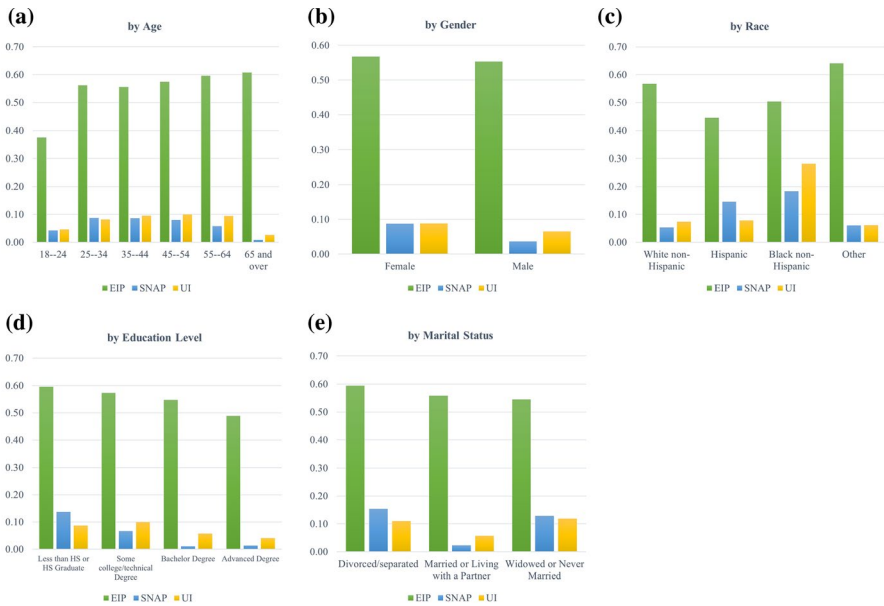 (a)
by Age
0.70
0.60
0.50
0.40
0.30
0.20
0.10
0.00
18--24 25--34 35--44 45--54 55--64 65 and
over
EIP SNAP UI
(b)
by Gender
0.60
0.50
0.40
0.30
0.20
0.10
0.00
Female Male
EIP SNAP UI
(c)
by Race
0.70
0.60
0.50
0.40
0.30
0.20
0.10
0.00
White non- Hispanic Black non- Other
Hispanic Hispanic
EIP SNAP UI
(d)
by Education Level
0.70
0.60
0.50
0.40
0.30
0.20
0.10
0.00
Less than HS or Some Bachelor Degree Advanced Degree
HS Graduate college/technical
Degree
EIP SNAP UI
(e)
by Marital Status
0.70
0.60
0.50
0.40
0.30
0.20
0.10
0.00
Divorced/separated Married or Living Widowed or Never
with a Partner Married
EIP SNAP UI